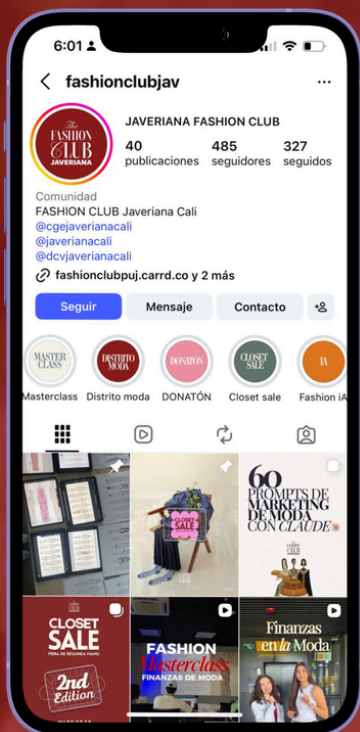 6:01
fashionclubjav
The
FASHION
CLUB
JAVERIANA
JAVERIANA FASHION CLUB
40 485 327
publicaciones seguidores seguidos
Comunidad
FASHION CLUB Javeriana Cali
@cgejaverianacali
@javerianacali
@dcvjaverianacali
fashionclubpuj.carrd.co y 2 más
Seguir Mensaje Contacto
MASTER
CLASS
DISTRITO
MODA
DONATÓN
CLOSET
SALE
IA
Masterclass Distrito moda DONATÓN Closet sale Fashion iA
CLOSET
SALE
60
PROMPTS DE
MARKETING
DE MODA
CON CLAUDE
CLOSET
SALE
FERIA DE SEGUNDA MANO
2nd
Edition
FASHION
Masterclass
FINANZAS DE MODA
Finanzas
en la Moda